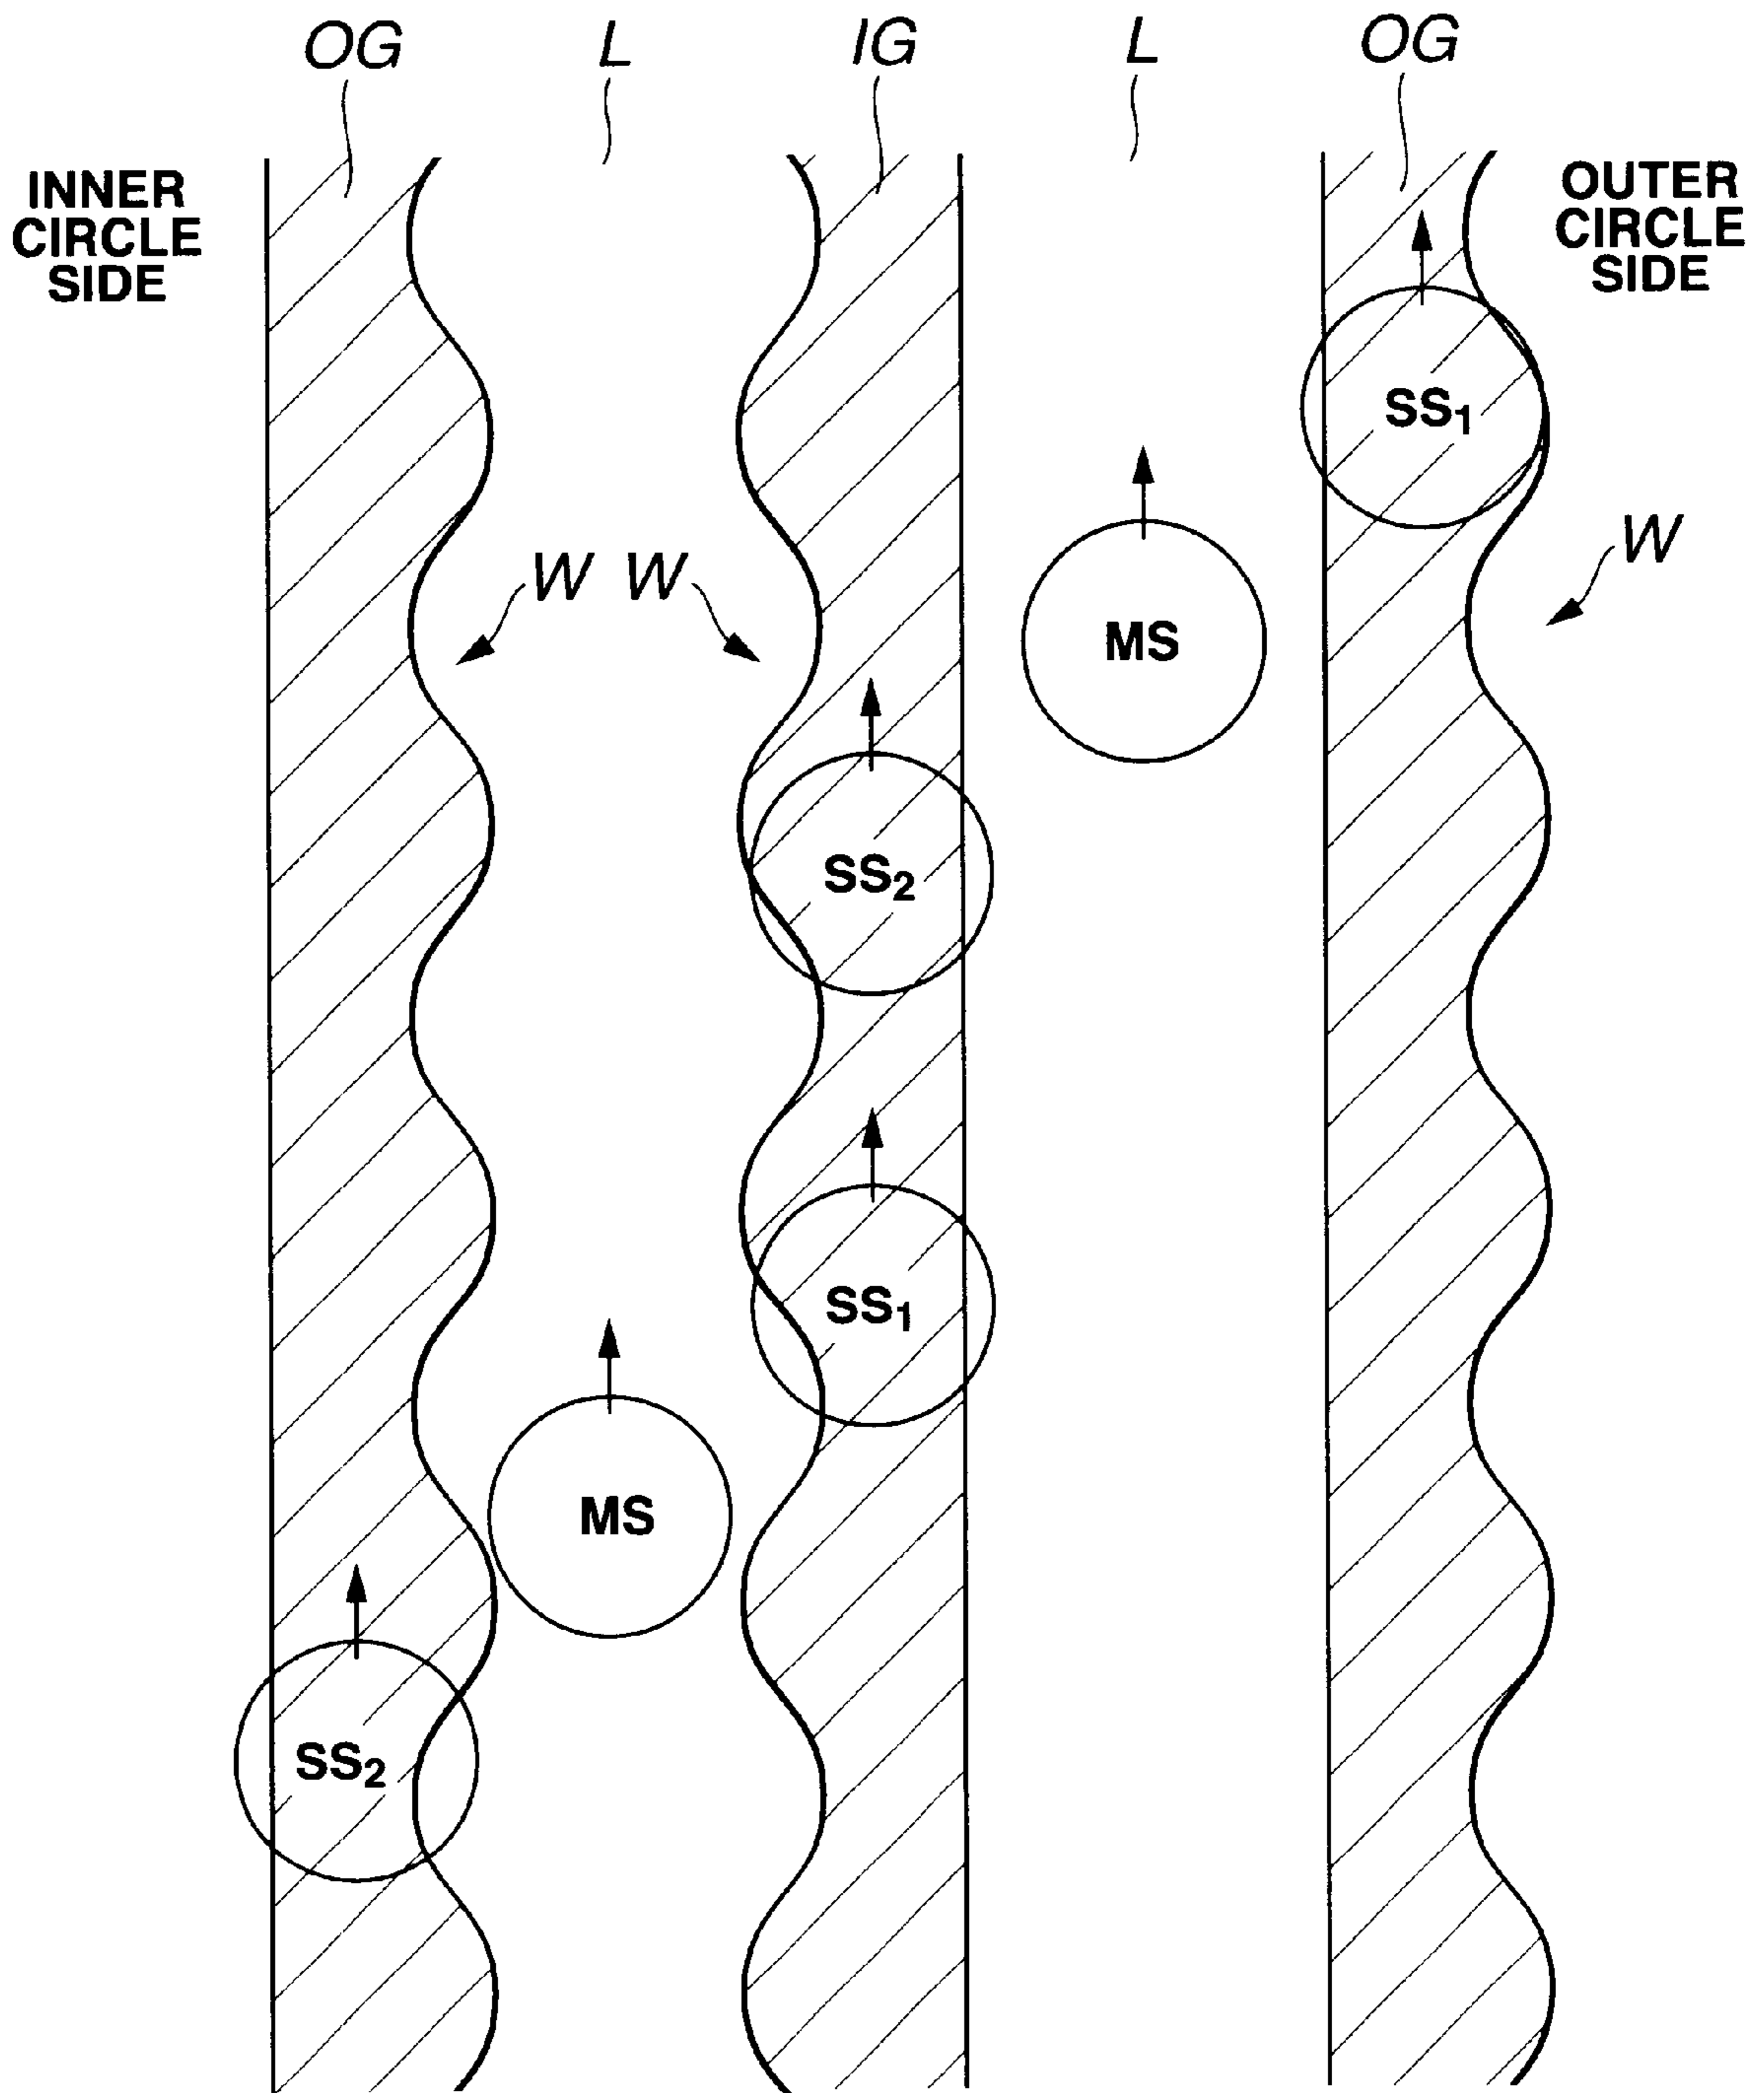 OG L IG L OG
INNER
CIRCLE
SIDE
OUTER
CIRCLE
SIDE
SS₁
W
W W
MS
SS₂
SS₁
MS
SS₂